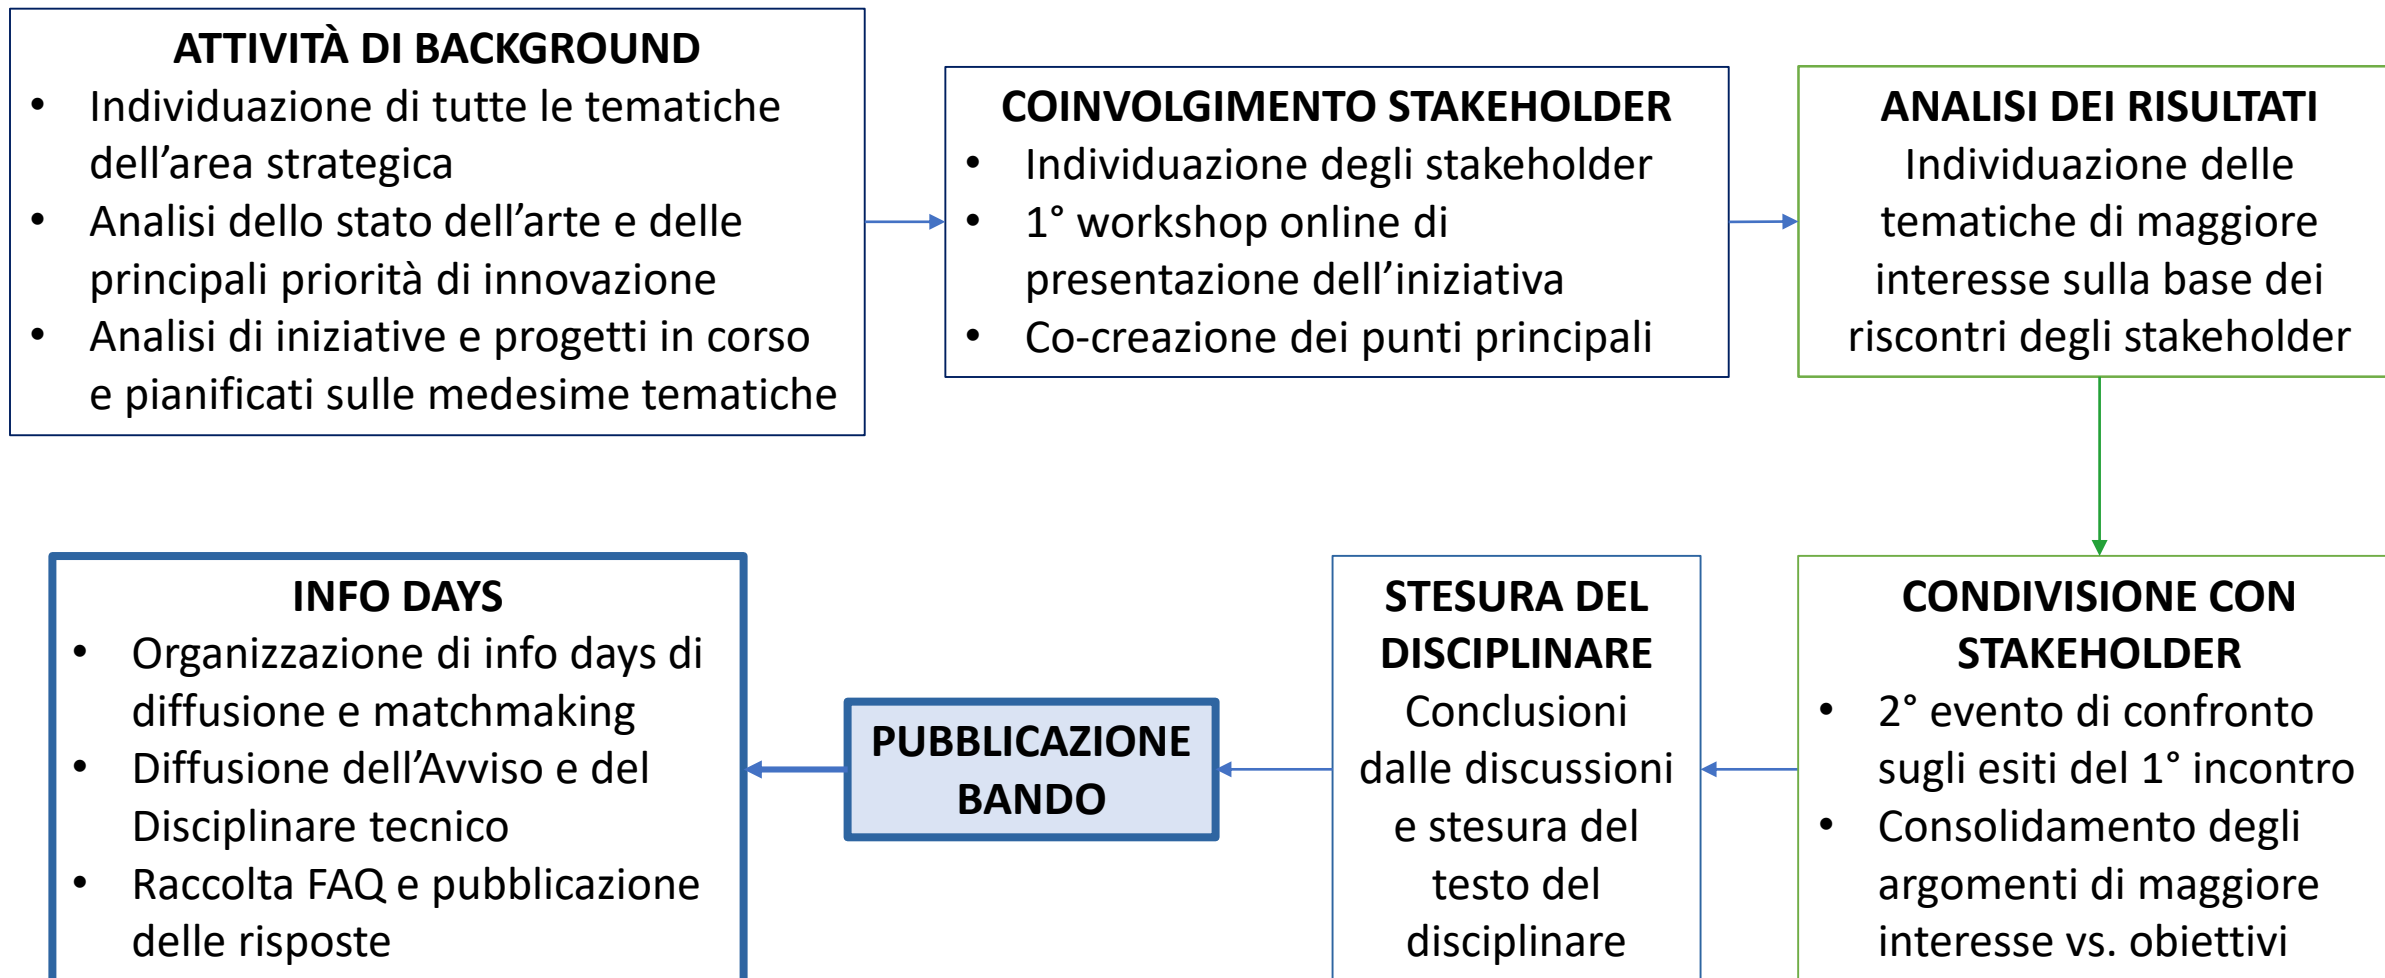 ATTIVITÀ DI BACKGROUND
• Individuazione di tutte le tematiche
dell’area strategica
• Analisi dello stato dell’arte e delle
principali priorità di innovazione
• Analisi di iniziative e progetti in corso
e pianificati sulle medesime tematiche
COINVOLGIMENTO STAKEHOLDER
• Individuazione degli stakeholder
• 1° workshop online di
presentazione dell’iniziativa
• Co-creazione dei punti principali
ANALISI DEI RISULTATI
Individuazione delle
tematiche di maggiore
interesse sulla base dei
riscontri degli stakeholder
CONDIVISIONE CON
STAKEHOLDER
• 2° evento di confronto
sugli esiti del 1° incontro
• Consolidamento degli
argomenti di maggiore
interesse vs. obiettivi
STESURA DEL
DISCIPLINARE
Conclusioni
dalle discussioni
e stesura del
testo del
disciplinare
PUBBLICAZIONE
BANDO
INFO DAYS
• Organizzazione di info days di
diffusione e matchmaking
• Diffusione dell’Avviso e del
Disciplinare tecnico
• Raccolta FAQ e pubblicazione
delle risposte